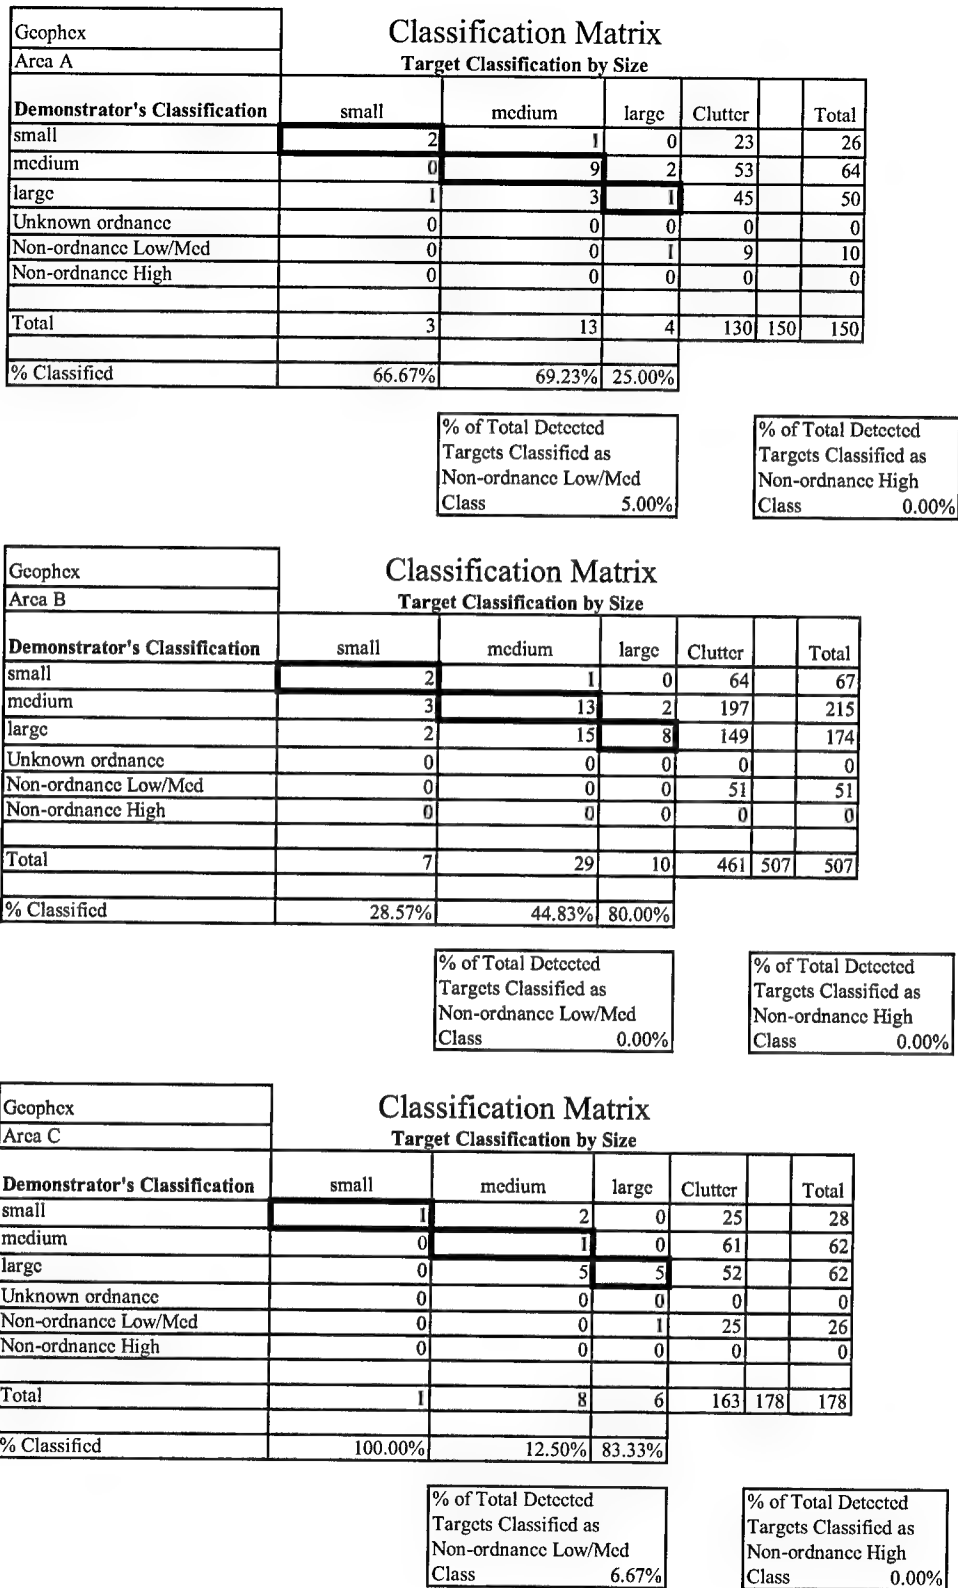 Geophex
Classification Matrix
Area A
Target Classification by Size
Demonstrator's Classification small medium large Clutter Total
small 2 1 0 23 26
medium 0 9 2 53 64
large 1 3 1 45 50
Unknown ordnance 0 0 0 0 0
Non-ordnance Low/Med 0 0 1 9 10
Non-ordnance High 0 0 0 0 0
Total 3 13 4 130 150 150
% Classified 66.67% 69.23% 25.00%
% of Total Detected
Targets Classified as
Non-ordnance Low/Med
Class 5.00%
% of Total Detected
Targets Classified as
Non-ordnance High
Class 0.00%
Geophex
Classification Matrix
Area B
Target Classification by Size
Demonstrator's Classification small medium large Clutter Total
small 2 1 0 64 67
medium 3 13 2 197 215
large 2 15 8 149 174
Unknown ordnance 0 0 0 0 0
Non-ordnance Low/Med 0 0 0 51 51
Non-ordnance High 0 0 0 0 0
Total 7 29 10 461 507 507
% Classified 28.57% 44.83% 80.00%
% of Total Detected
Targets Classified as
Non-ordnance Low/Med
Class 0.00%
% of Total Detected
Targets Classified as
Non-ordnance High
Class 0.00%
Geophex
Classification Matrix
Area C
Target Classification by Size
Demonstrator's Classification small medium large Clutter Total
small 1 2 0 25 28
medium 0 1 0 61 62
large 0 5 5 52 62
Unknown ordnance 0 0 0 0 0
Non-ordnance Low/Med 0 0 1 25 26
Non-ordnance High 0 0 0 0 0
Total 1 8 6 163 178 178
% Classified 100.00% 12.50% 83.33%
% of Total Detected
Targets Classified as
Non-ordnance Low/Med
Class 6.67%
% of Total Detected
Targets Classified as
Non-ordnance High
Class 0.00%